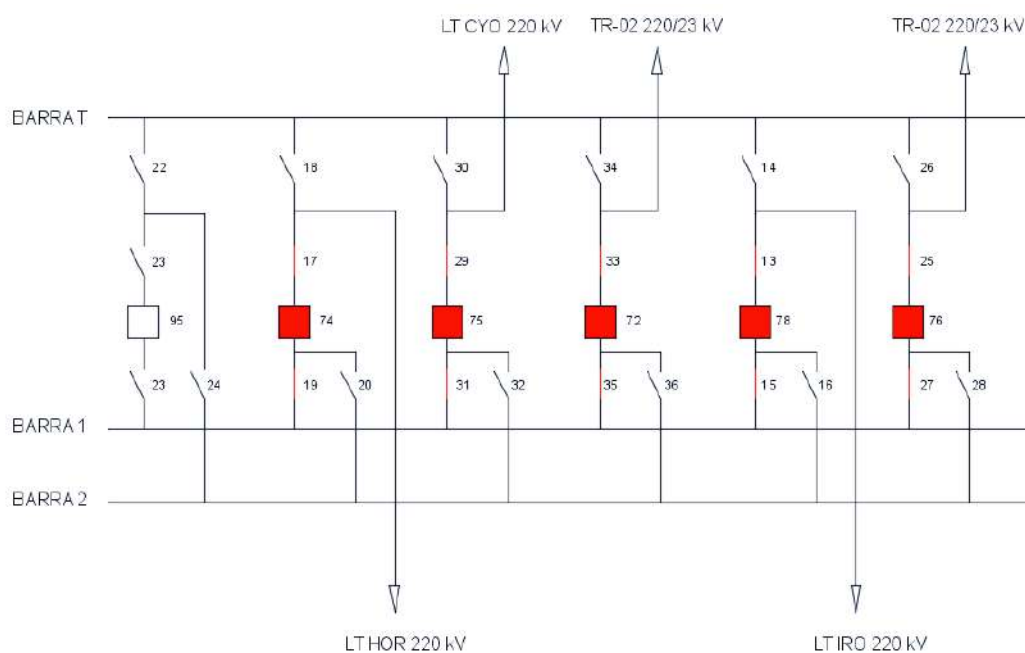 LT CYO 220 kV TR-02 220/23 kV TR-02 220/23 kV
BARRA T
22 18 30 34 14 26
23 17 29 33 13 25
95 74 75 72 78 76
23 24 19 20 31 32 35 36 15 16 27 28
BARRA 1
BARRA 2
LT HOR 220 kV LT IRO 220 kV